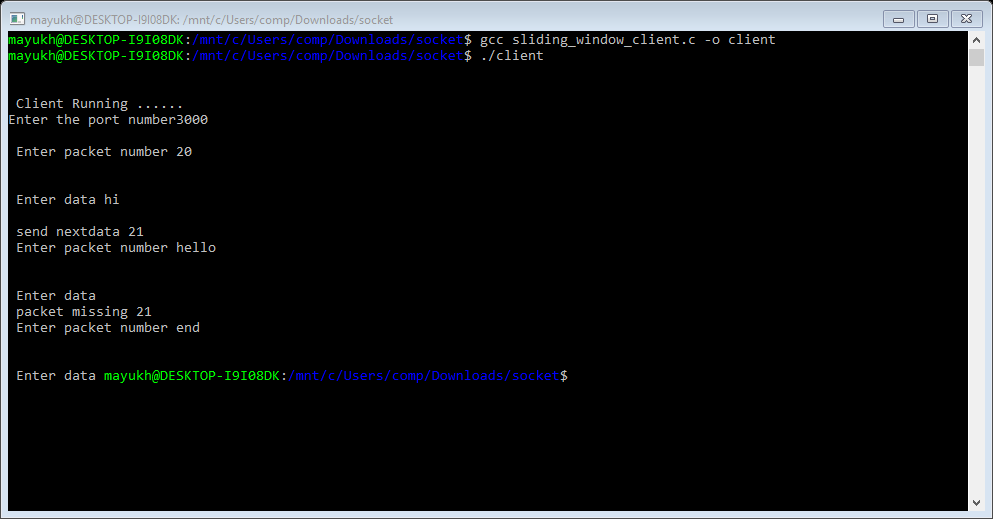 mayukh@DESKTOP-I9I08DK: /mnt/c/Users/comp/Downloads/socket
mayukh@DESKTOP-I9I08DK:/mnt/c/Users/comp/Downloads/socket$ gcc sliding_window_client.c -o client
mayukh@DESKTOP-I9I08DK:/mnt/c/Users/comp/Downloads/socket$ ./client
Client Running ......
Enter the port number3000
Enter packet number 20
Enter data hi
send nextdata 21
Enter packet number hello
Enter data
packet missing 21
Enter packet number end
Enter data mayukh@DESKTOP-I9I08DK:/mnt/c/Users/comp/Downloads/socket$